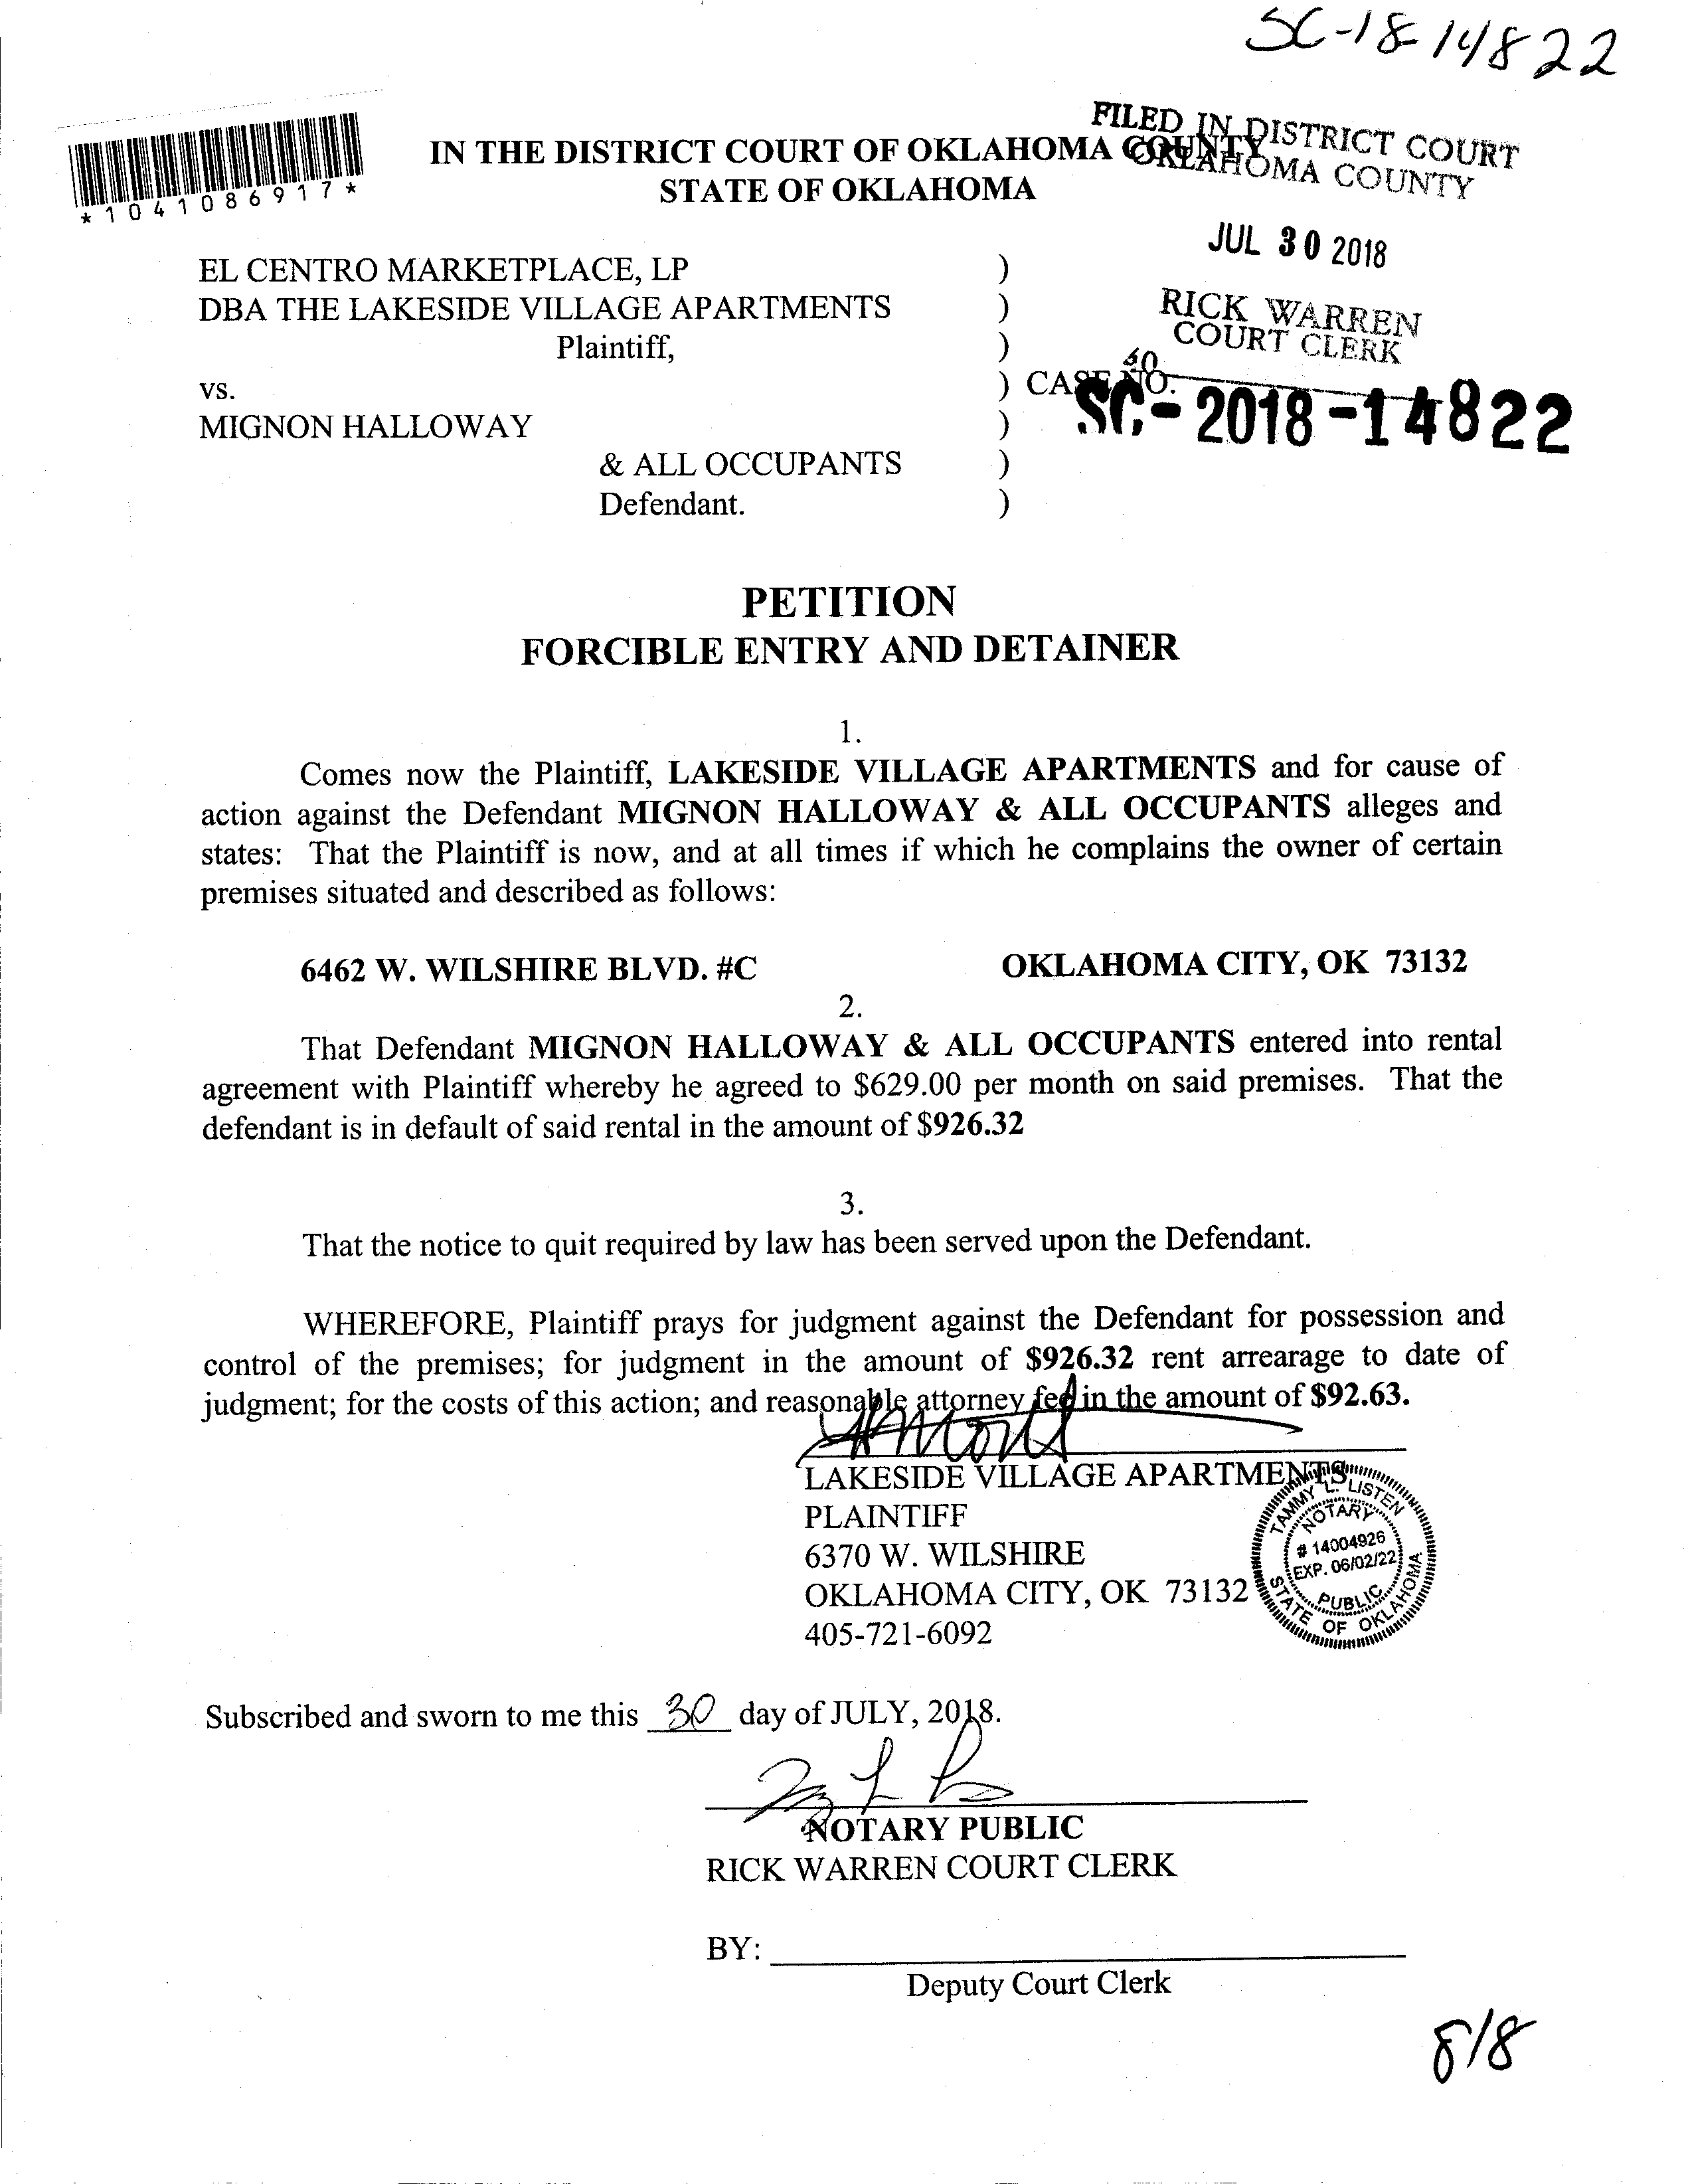 SC-18-14822
*1041086917*
FILED IN DISTRICT COURT
OKLAHOMA COUNTY
IN THE DISTRICT COURT OF OKLAHOMA COUNTY
STATE OF OKLAHOMA
JUL 30 2018
RICK WARREN
COURT CLERK
40
EL CENTRO MARKETPLACE, LP )
DBA THE LAKESIDE VILLAGE APARTMENTS )
Plaintiff, )
vs. ) CASE NO. SC-2018-14822
MIGNON HALLOWAY )
& ALL OCCUPANTS )
Defendant. )
PETITION
FORCIBLE ENTRY AND DETAINER
1.
Comes now the Plaintiff, LAKESIDE VILLAGE APARTMENTS and for cause of
action against the Defendant MIGNON HALLOWAY & ALL OCCUPANTS alleges and
states: That the Plaintiff is now, and at all times if which he complains the owner of certain
premises situated and described as follows:
6462 W. WILSHIRE BLVD. #C OKLAHOMA CITY, OK 73132
2.
That Defendant MIGNON HALLOWAY & ALL OCCUPANTS entered into rental
agreement with Plaintiff whereby he agreed to $629.00 per month on said premises. That the
defendant is in default of said rental in the amount of $926.32
3.
That the notice to quit required by law has been served upon the Defendant.
WHEREFORE, Plaintiff prays for judgment against the Defendant for possession and
control of the premises; for judgment in the amount of $926.32 rent arrearage to date of
judgment; for the costs of this action; and reasonable attorney fee in the amount of $92.63.
LAKESIDE VILLAGE APARTMENTS
PLAINTIFF
6370 W. WILSHIRE
OKLAHOMA CITY, OK 73132
405-721-6092
TAMMY L. LISTEN
NOTARY
# 14004926
EXP. 06/02/22
PUBLIC
STATE OF OKLAHOMA
Subscribed and sworn to me this 30 day of JULY, 2018.
NOTARY PUBLIC
RICK WARREN COURT CLERK
BY:
Deputy Court Clerk
8/8